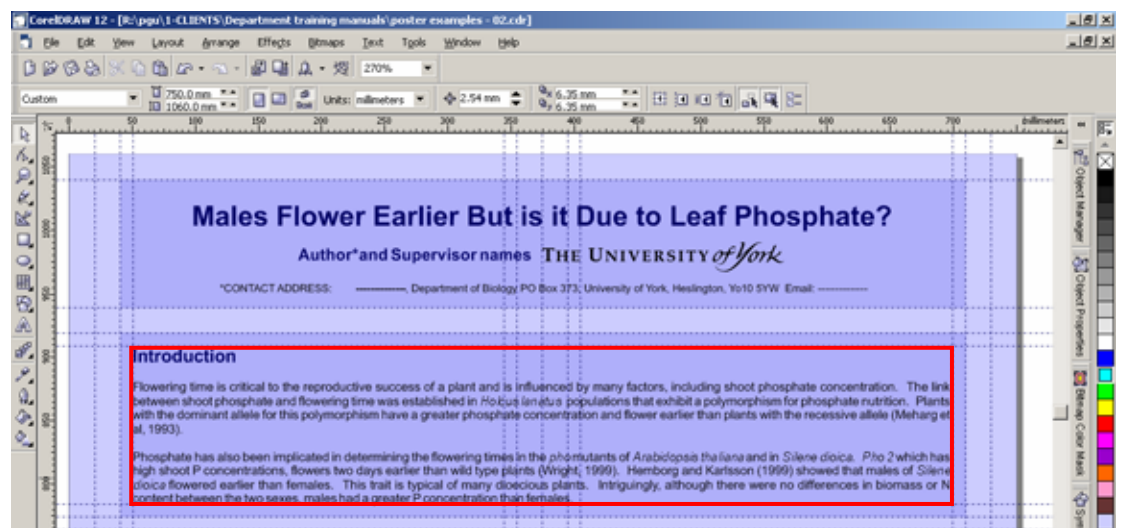 CorelDRAW 12 - [R:\pgu\1-CLIENTS\Department training manuals\poster examples - 02.cdr]
File Edit View Layout Arrange Effects Bitmaps Text Tools Window Help
270%
Custom 750.0 mm 1060.0 mm Units: millimeters 2.54 mm 6.35 mm 6.35 mm
0 50 100 150 200 250 300 350 400 450 500 550 600 650 700 millimeters
Object Manager
Object Properties
Bitmap Color Mask
Males Flower Earlier But is it Due to Leaf Phosphate?
Author*and Supervisor names THE UNIVERSITY of York
*CONTACT ADDRESS: ------------, Department of Biology PO Box 373, University of York, Heslington, Yo10 5YW Email: ------------
Introduction
Flowering time is critical to the reproductive success of a plant and is influenced by many factors, including shoot phosphate concentration. The link
between shoot phosphate and flowering time was established in Holcus lanatus populations that exhibit a polymorphism for phosphate nutrition. Plants
with the dominant allele for this polymorphism have a greater phosphate concentration and flower earlier than plants with the recessive allele (Meharg et
al, 1993).
Phosphate has also been implicated in determining the flowering times in the phomutants of Arabidopsis thaliana and in Silene dioica. Pho 2 which has
high shoot P concentrations, flowers two days earlier than wild type plants (Wright, 1999). Hemborg and Karlsson (1999) showed that males of Silene
dioica flowered earlier than females. This trait is typical of many dioecious plants. Intriguingly, although there were no differences in biomass or N
content between the two sexes, males had a greater P concentration than females.